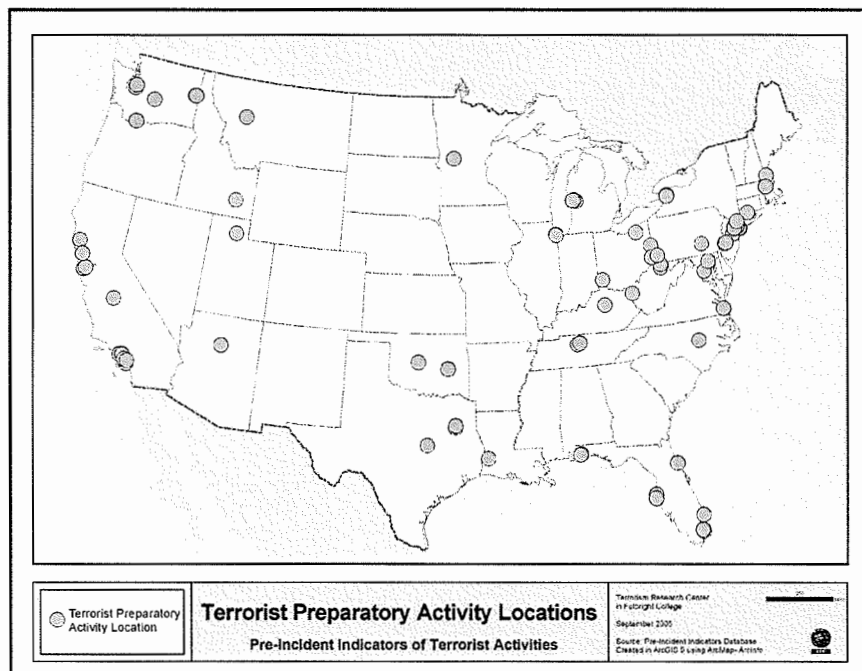 Terrorist Preparatory
Activity Location
Terrorist Preparatory Activity Locations
Pre-Incident Indicators of Terrorist Activities
Terrorism Research Center
in Fulbright College
September 2005
Source: Pre-Incident Indicators Database
Created in ArcGIS 9 using ArcMap- ArcInfo